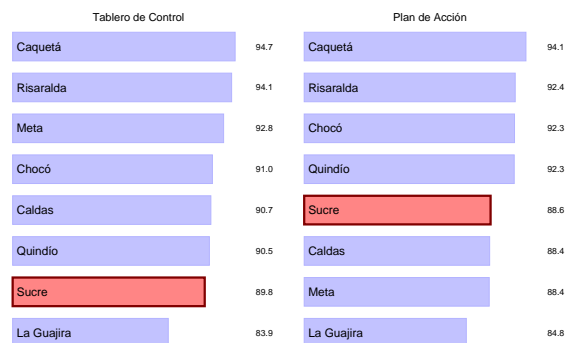 Tablero de Control
Caquetá 94.7
Risaralda 94.1
Meta 92.8
Chocó 91.0
Caldas 90.7
Quindío 90.5
Sucre 89.8
La Guajira 83.9
Plan de Acción
Caquetá 94.1
Risaralda 92.4
Chocó 92.3
Quindío 92.3
Sucre 88.6
Caldas 88.4
Meta 88.4
La Guajira 84.8